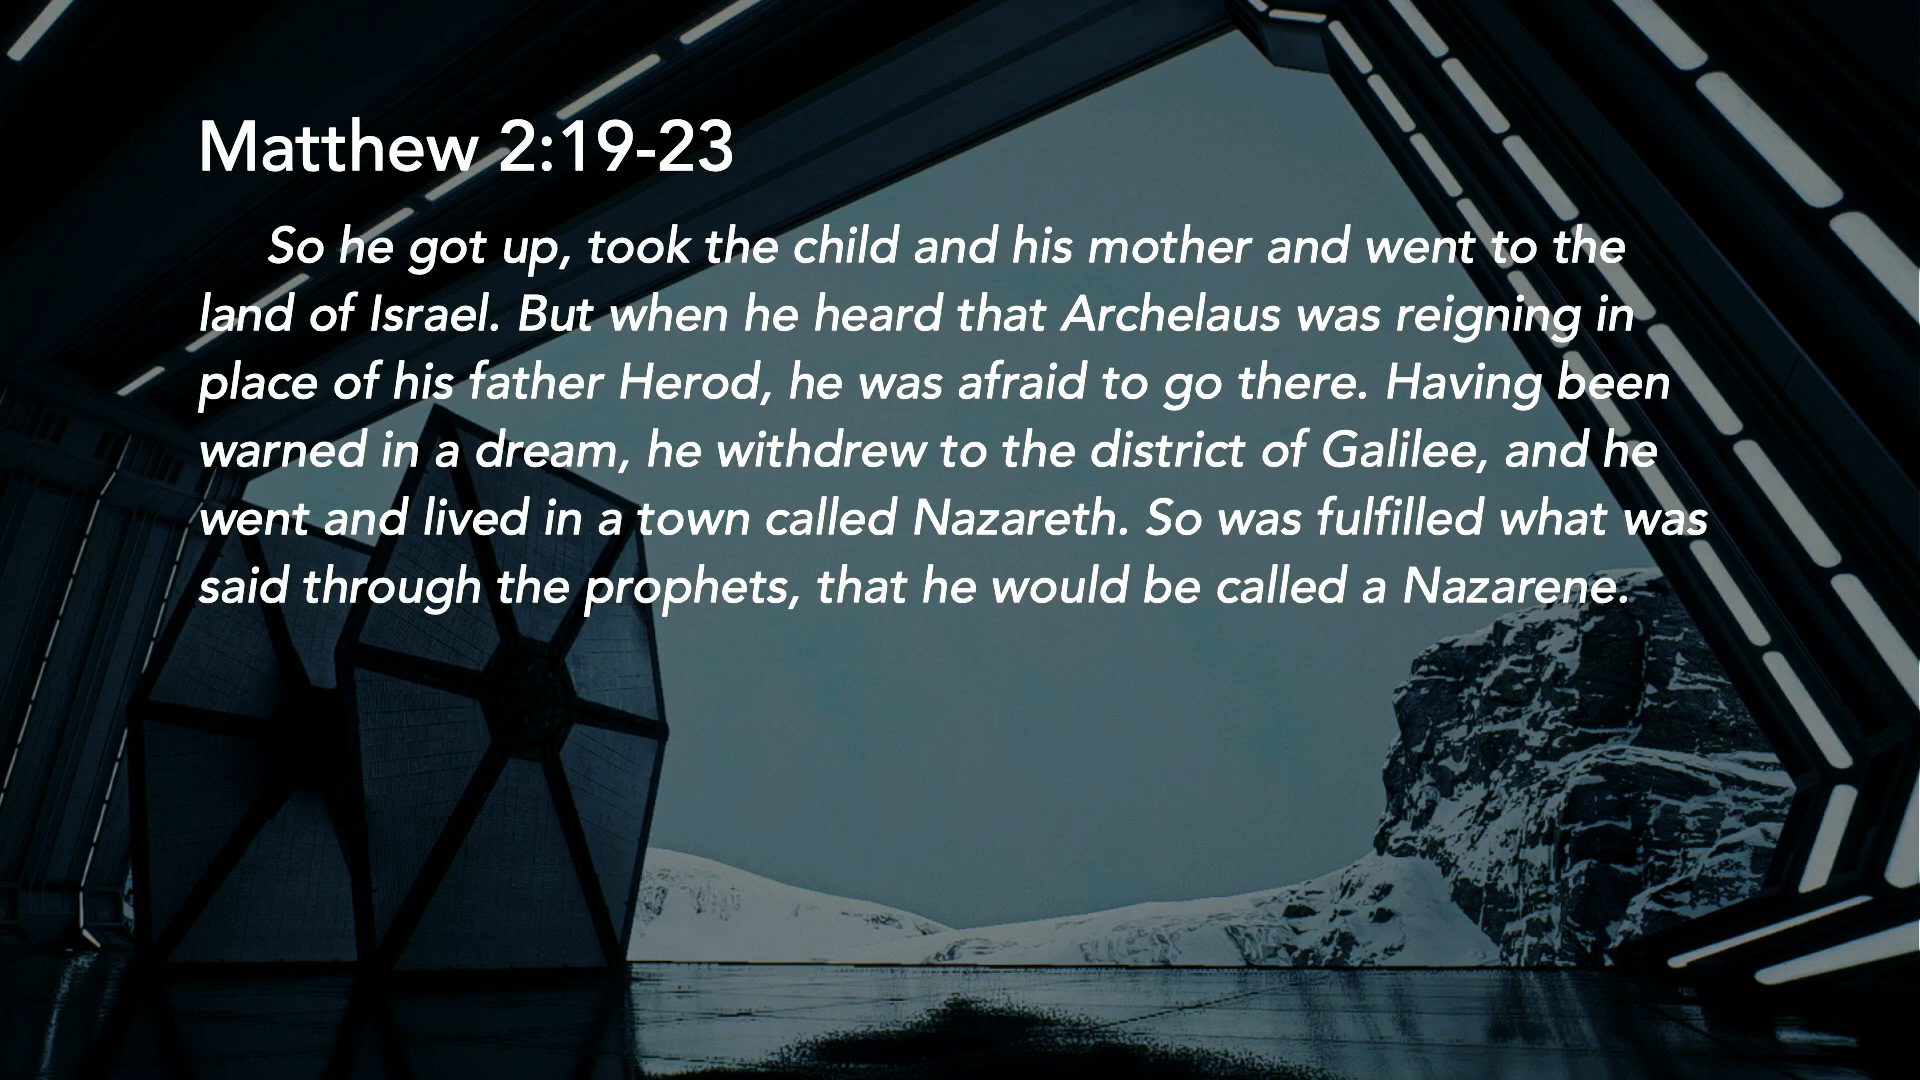 Matthew 2:19-23
So he got up, took the child and his mother and went to the
land of Israel. But when he heard that Archelaus was reigning in
place of his father Herod, he was afraid to go there. Having been
warned in a dream, he withdrew to the district of Galilee, and he
went and lived in a town called Nazareth. So was fulfilled what was
said through the prophets, that he would be called a Nazarene.